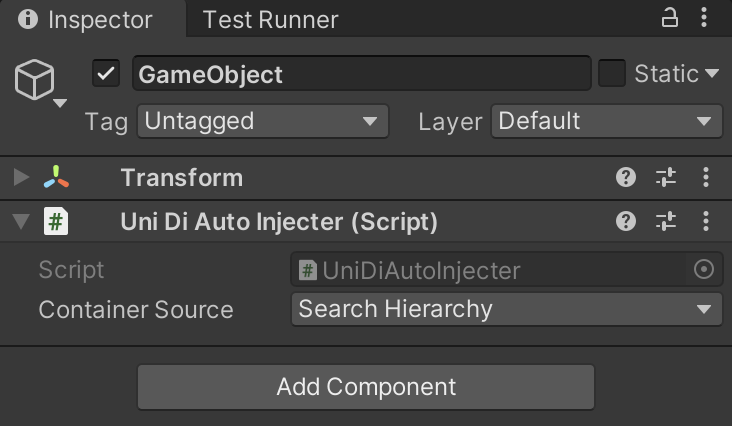 Inspector Test Runner
GameObject Static
Tag Untagged Layer Default
Transform
# Uni Di Auto Injecter (Script)
Script # UniDiAutoInjecter
Container Source Search Hierarchy
Add Component